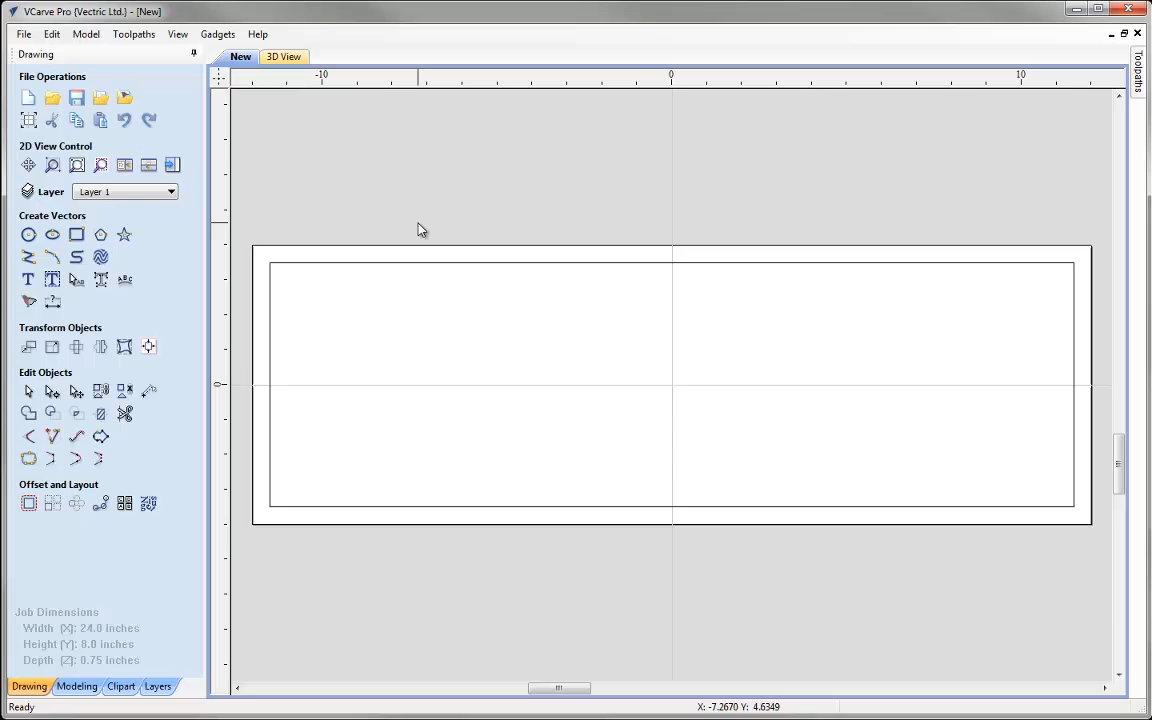 VCarve Pro {Vectric Ltd.} - [New]
File Edit Model Toolpaths View Gadgets Help
Drawing
New
3D View
Toolpaths
-10 0 10
0
File Operations
2D View Control
Layer Layer 1
Create Vectors
Transform Objects
Edit Objects
Offset and Layout
Job Dimensions
Width (X): 24.0 inches
Height (Y): 8.0 inches
Depth (Z): 0.75 inches
Drawing Modeling Clipart Layers
Ready
X: -7.2670 Y: 4.6349